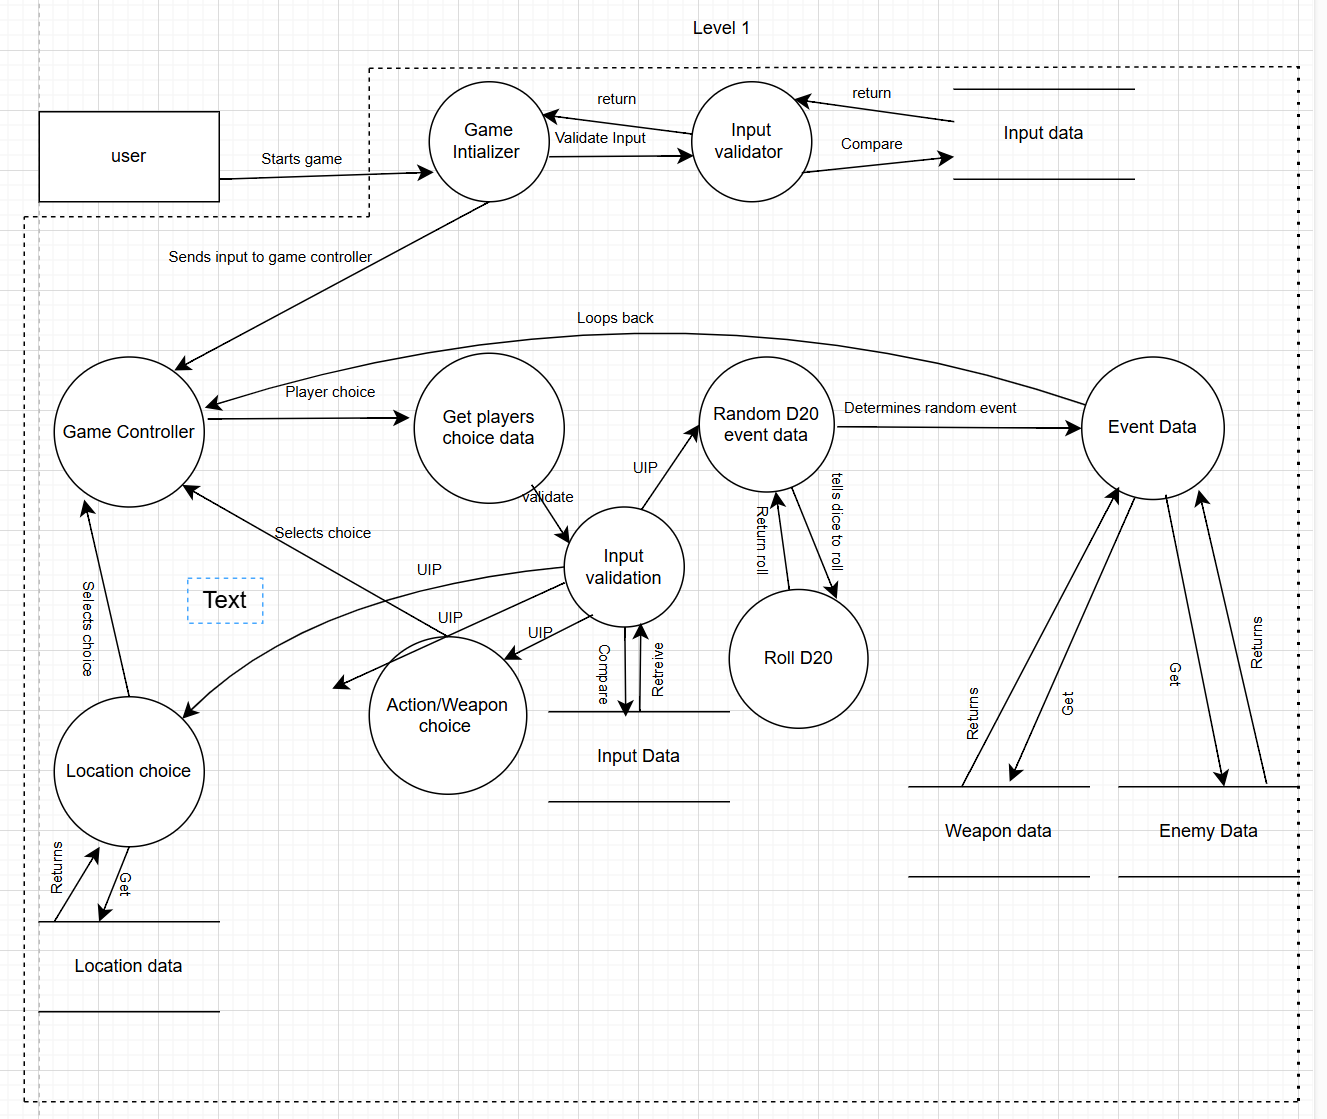 Level 1
user
Starts game
Game
Intializer
return
Validate Input
Input
validator
return
Compare
Input data
Sends input to game controller
Loops back
Game Controller
Player choice
Get players
choice data
validate
Random D20
event data
Determines random event
Event Data
UIP
Selects choice
Input
validation
Return roll
tells dice to roll
UIP
Text
Selects choice
UIP
UIP
Compare
Retreive
Roll D20
Action/Weapon
choice
Input Data
Location choice
Returns
Get
Get
Returns
Weapon data
Enemy Data
Returns
Get
Location data